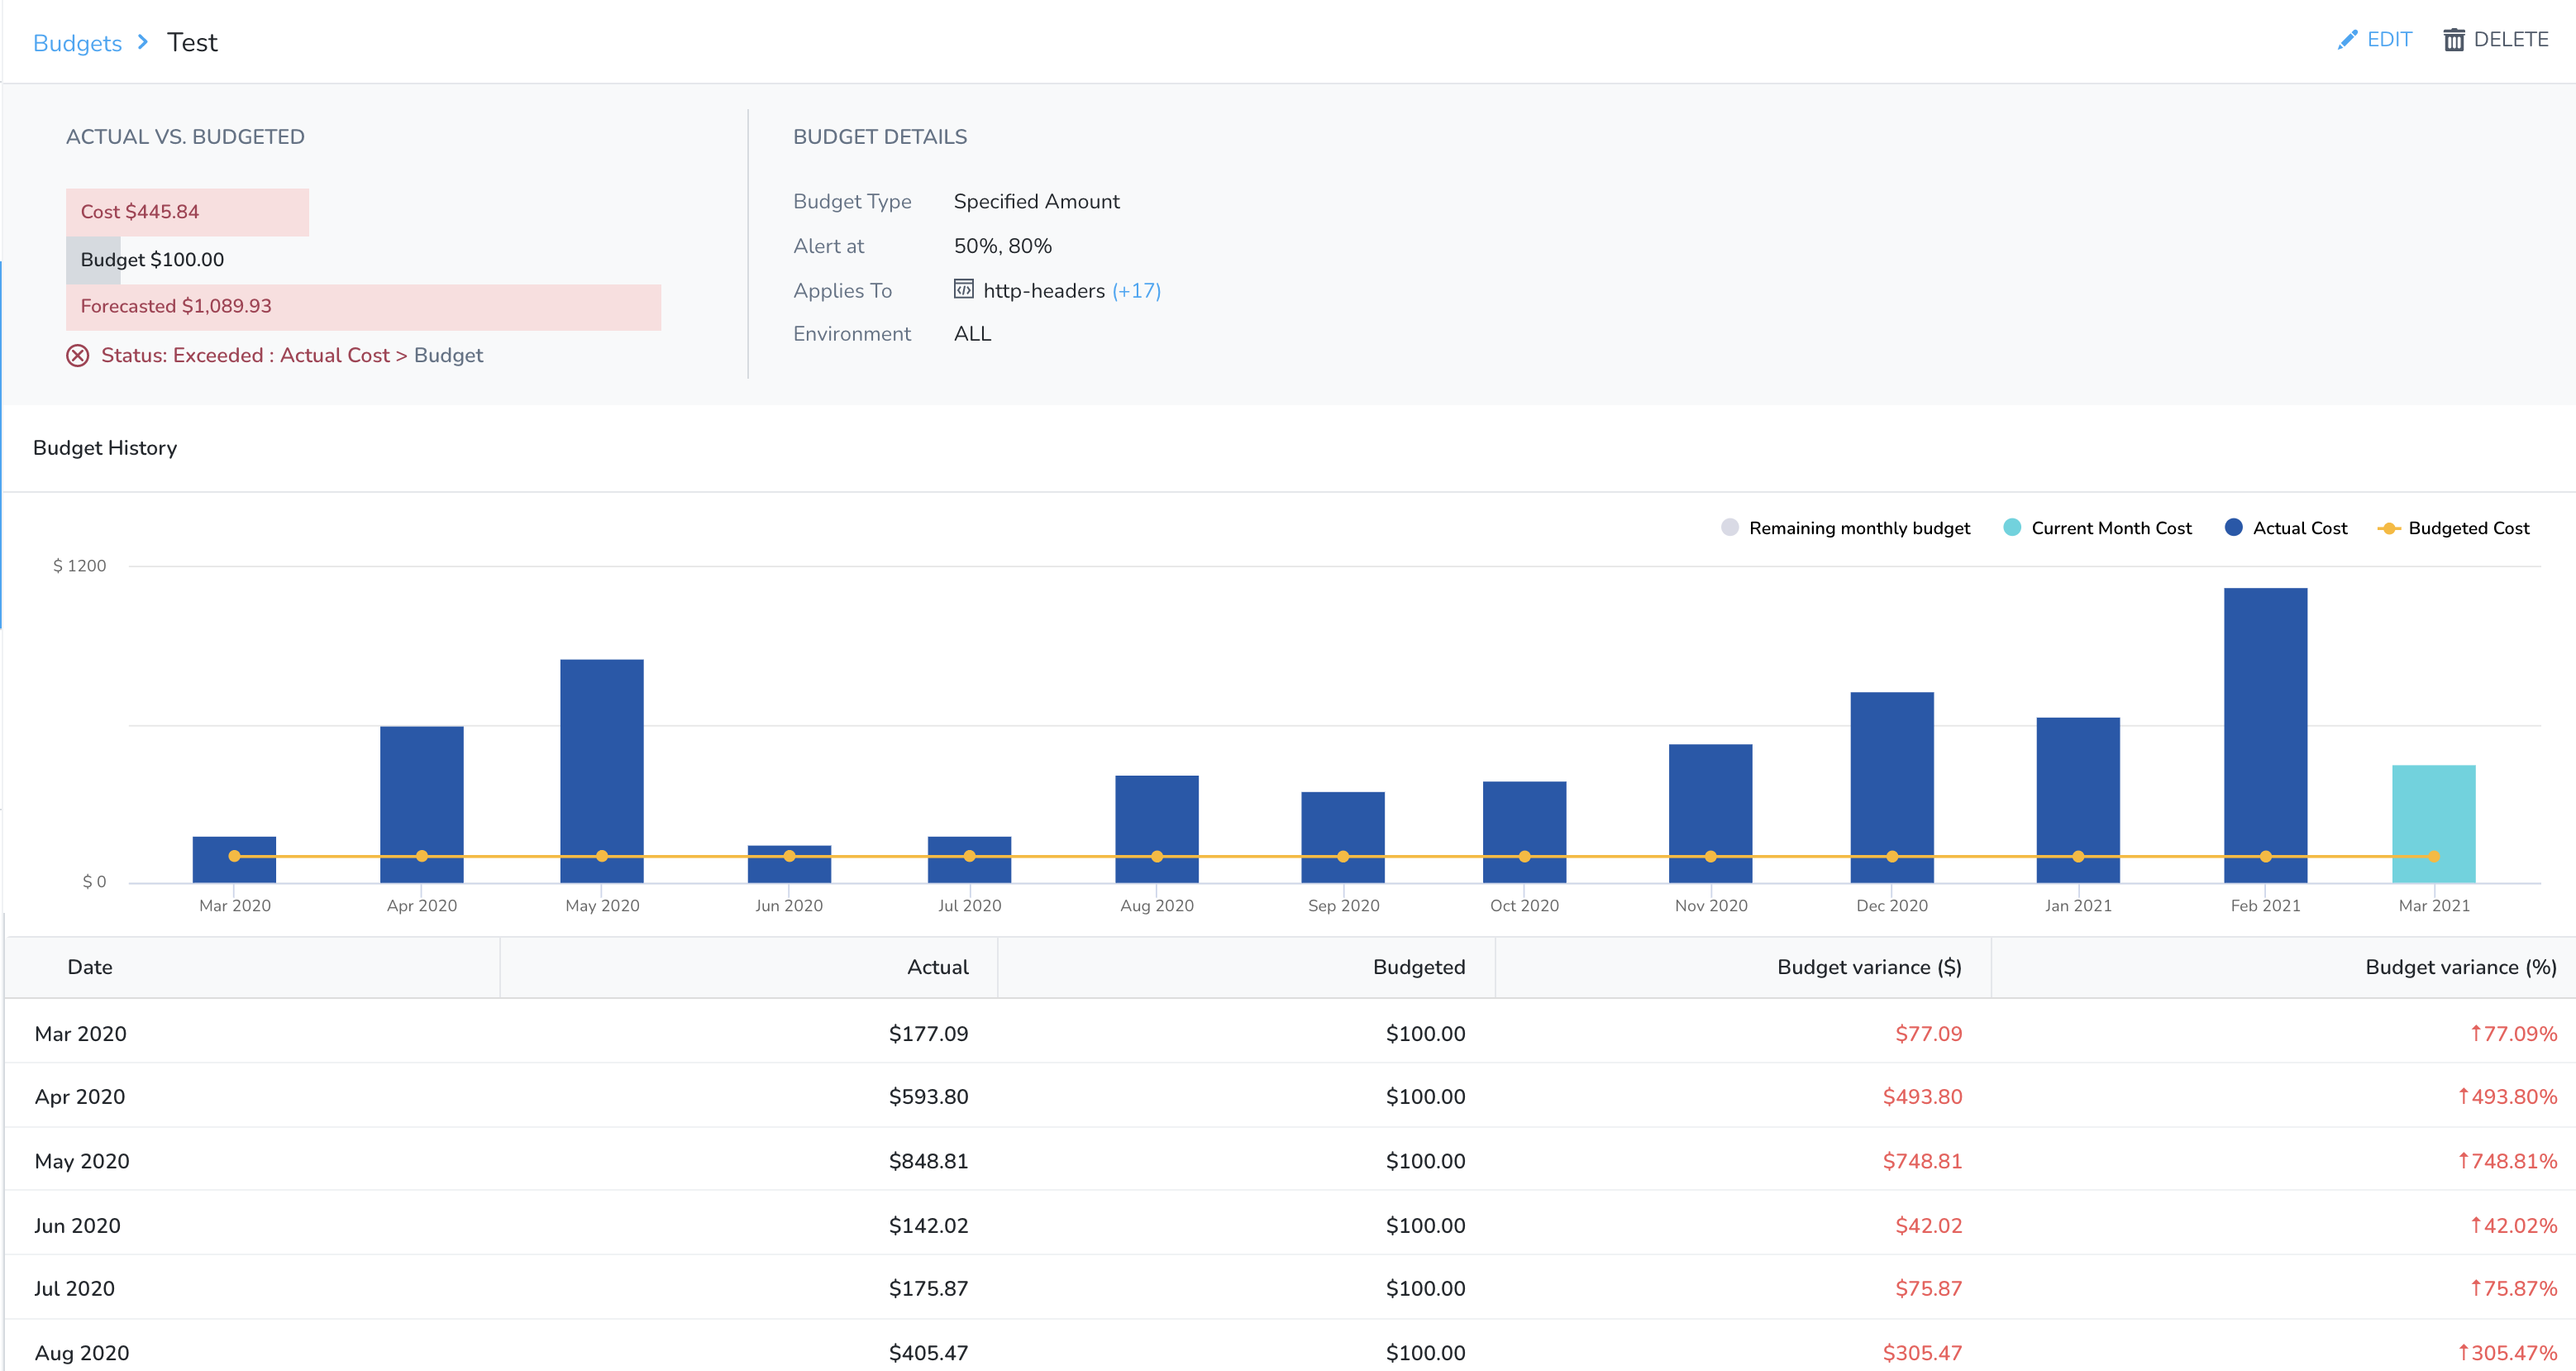 Budgets > Test
EDIT
DELETE
ACTUAL VS. BUDGETED
Cost $445.84
Budget $100.00
Forecasted $1,089.93
Status: Exceeded : Actual Cost > Budget
BUDGET DETAILS
Budget Type Specified Amount
Alert at 50%, 80%
Applies To http-headers (+17)
Environment ALL
Budget History
Remaining monthly budget Current Month Cost Actual Cost Budgeted Cost
$ 1200
$ 0
Mar 2020 Apr 2020 May 2020 Jun 2020 Jul 2020 Aug 2020 Sep 2020 Oct 2020 Nov 2020 Dec 2020 Jan 2021 Feb 2021 Mar 2021
Date Actual Budgeted Budget variance ($) Budget variance (%)
Mar 2020 $177.09 $100.00 $77.09 ↑77.09%
Apr 2020 $593.80 $100.00 $493.80 ↑493.80%
May 2020 $848.81 $100.00 $748.81 ↑748.81%
Jun 2020 $142.02 $100.00 $42.02 ↑42.02%
Jul 2020 $175.87 $100.00 $75.87 ↑75.87%
Aug 2020 $405.47 $100.00 $305.47 ↑305.47%